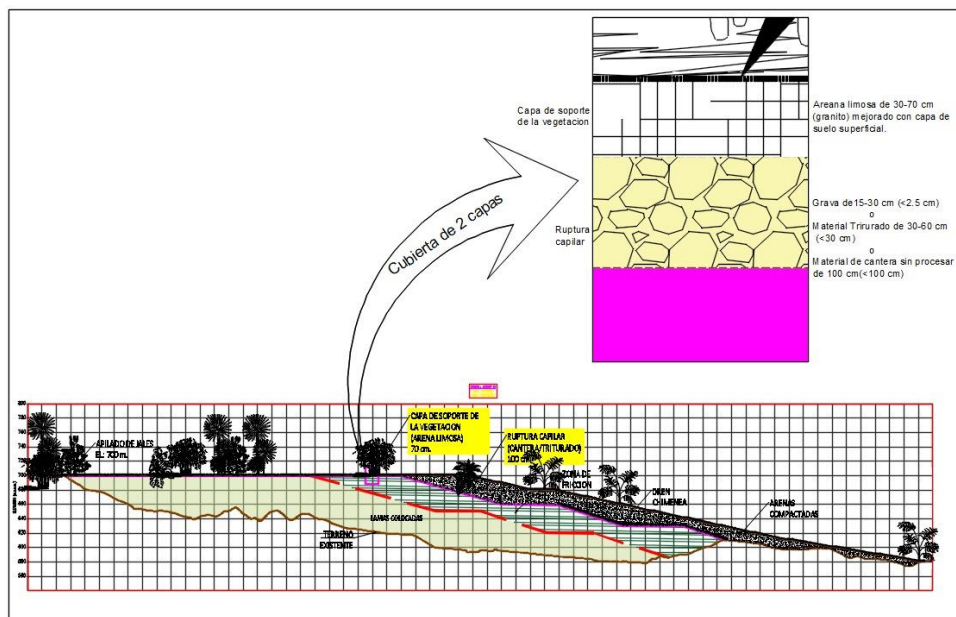 Capa de soporte
de la vegetacion
Areana limosa de 30-70 cm
(granito) mejorado con capa de
suelo superficial.
Ruptura
capilar
Grava de15-30 cm (<2.5 cm)
o
Material Trirurado de 30-60 cm
(<30 cm)
o
Material de cantera sin procesar
de 100 cm(<100 cm)
Cubierta de 2 capas
CAPA DE SOPORTE DE
LA VEGETACION
(ARENA LIMOSA)
70 cm.
APILADO DE JALES
EL: 700 m.
RUPTURA CAPILAR
(CANTERA/TRITURADO)
100 cm.
ZONA DE
FRICCION
DREN
CHIMENEA
ARENAS
COMPACTADAS
LAMAS COLOCADAS
TERRENO
EXISTENTE